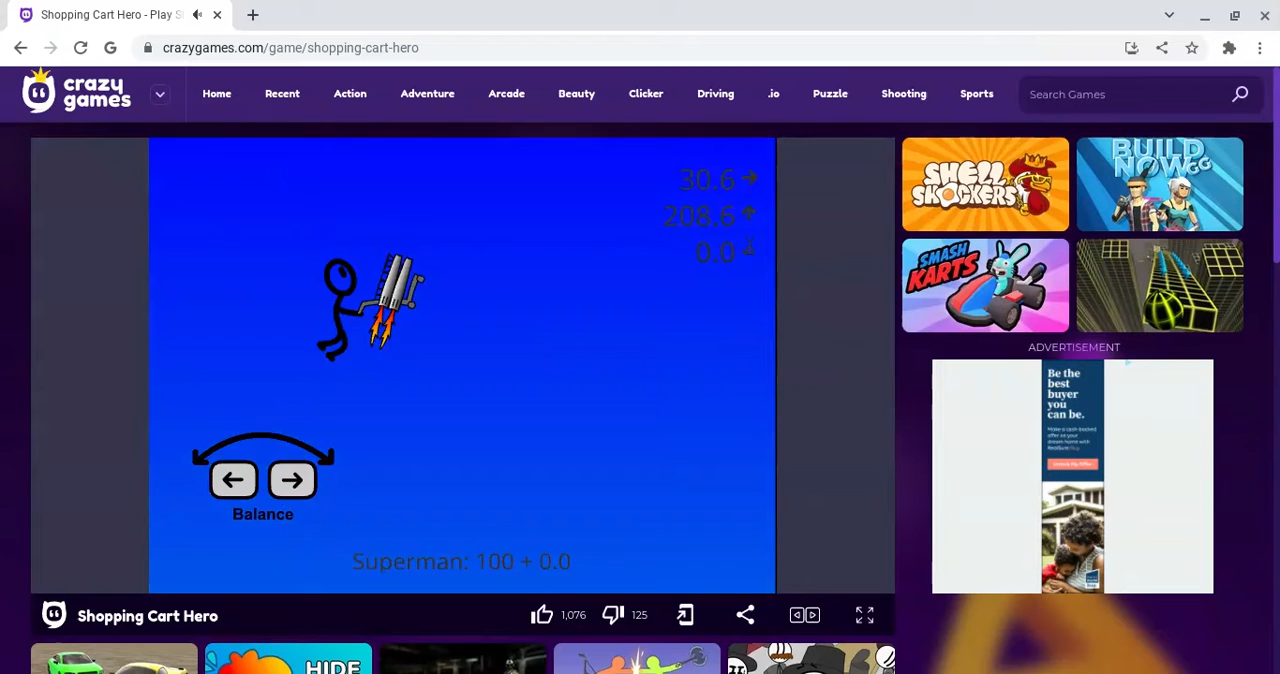 Shopping Cart Hero - Play S
crazygames.com/game/shopping-cart-hero
crazy games
Home Recent Action Adventure Arcade Beauty Clicker Driving .io Puzzle Shooting Sports
Search Games
30.6
208.6
0.0
Balance
Superman: 100 + 0.0
SHELL SHOCKERS
BUILD NOW GG
SMASH KARTS
ADVERTISEMENT
Be the
best
buyer
you
can be.
Shopping Cart Hero
1,076
125
HIDE